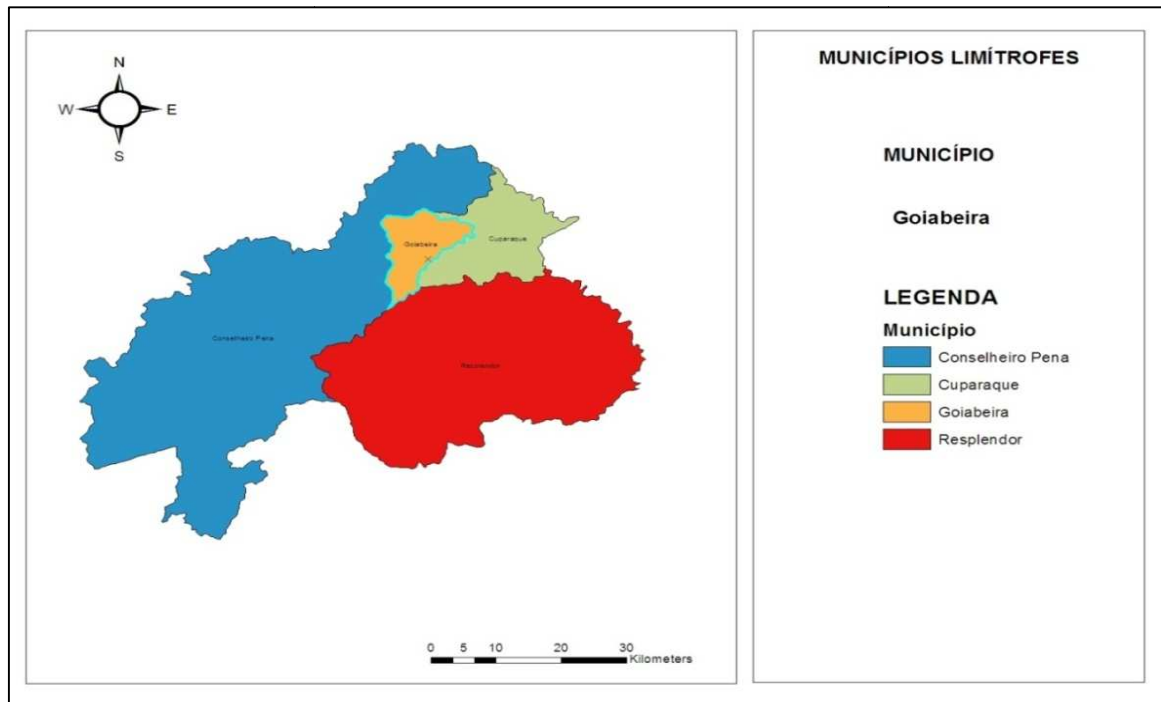 N
W E
S
Goiabeira
Cuparaque
Conselheiro Pena
Resplendor
0 5 10 20 30
Kilometers
MUNICÍPIOS LIMÍTROFES
MUNICÍPIO
Goiabeira
LEGENDA
Município
Conselheiro Pena
Cuparaque
Goiabeira
Resplendor